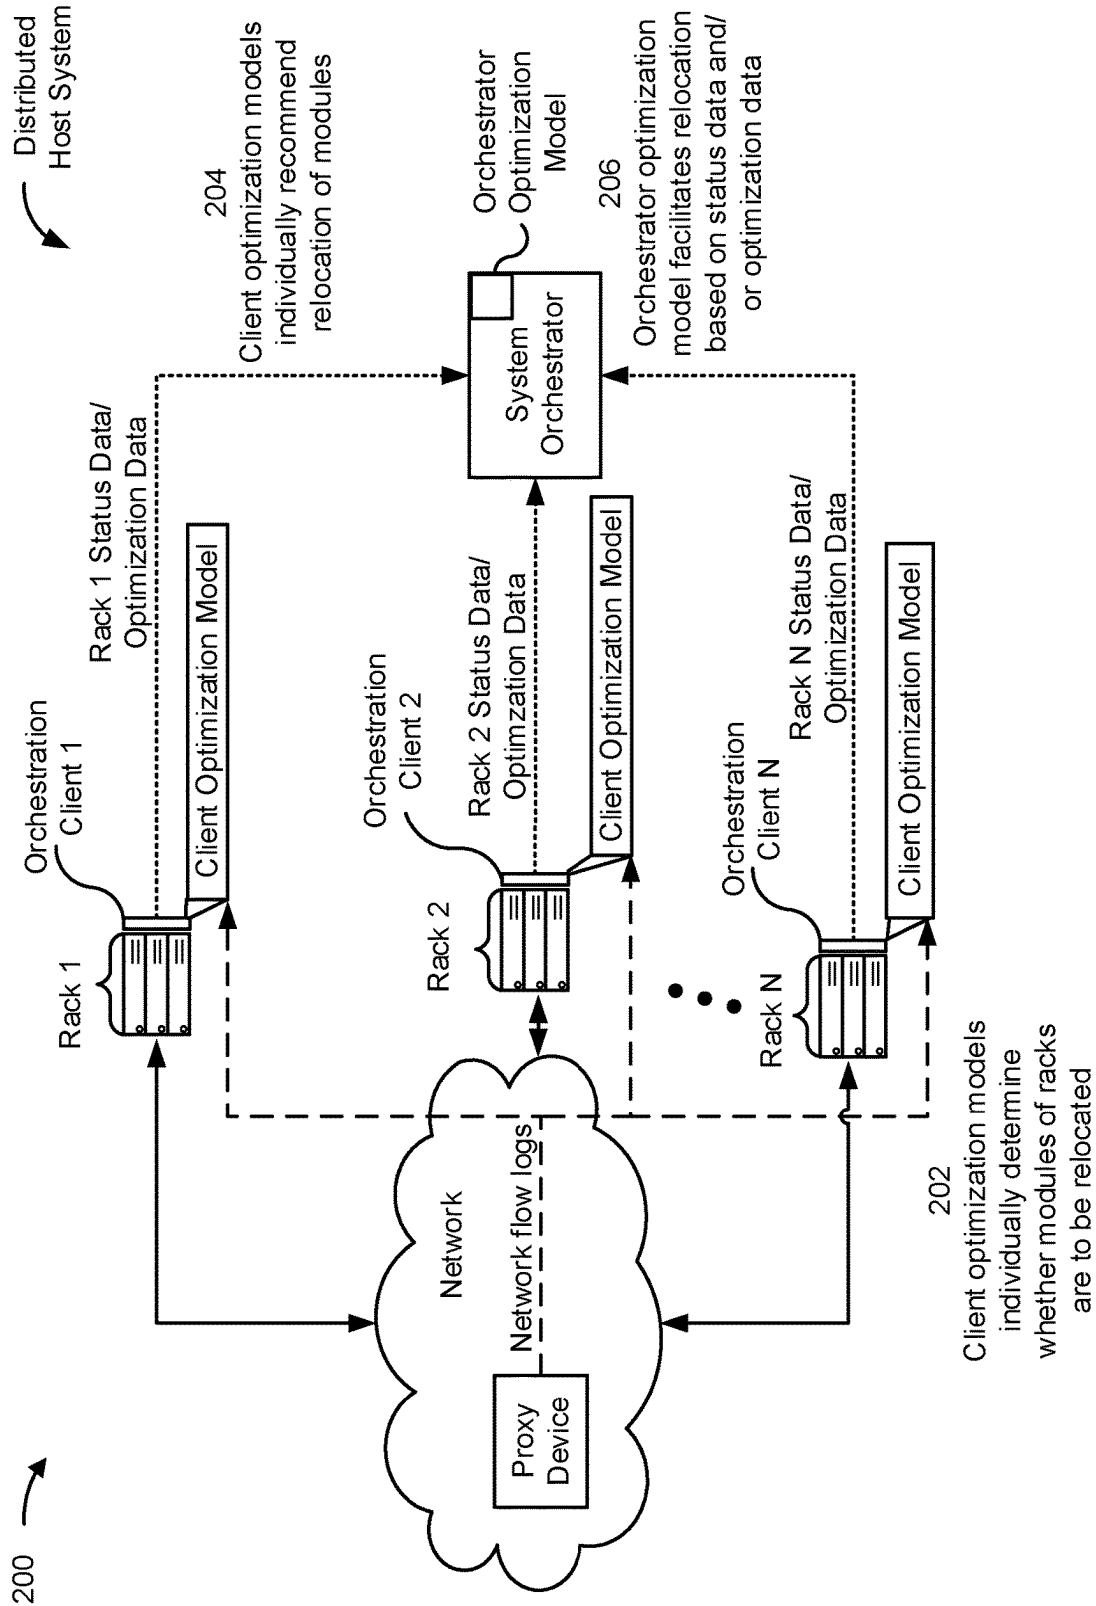 200
Distributed
Host System
204
Client optimization models
individually recommend
relocation of modules
Rack 1 Status Data/
Optimization Data
Orchestration
Client 1
Rack 1
Client Optimization Model
Orchestrator
Optimization
Model
System
Orchestrator
Orchestration
Client 2
Rack 2 Status Data/
Optimzation Data
Rack 2
Client Optimization Model
Network
Network flow logs
Proxy
Device
206
Orchestrator optimization
model facilitates relocation
based on status data and/
or optimization data
Orchestration
Client N
Rack N Status Data/
Optimization Data
Rack N
Client Optimization Model
202
Client optimization models
individually determine
whether modules of racks
are to be relocated